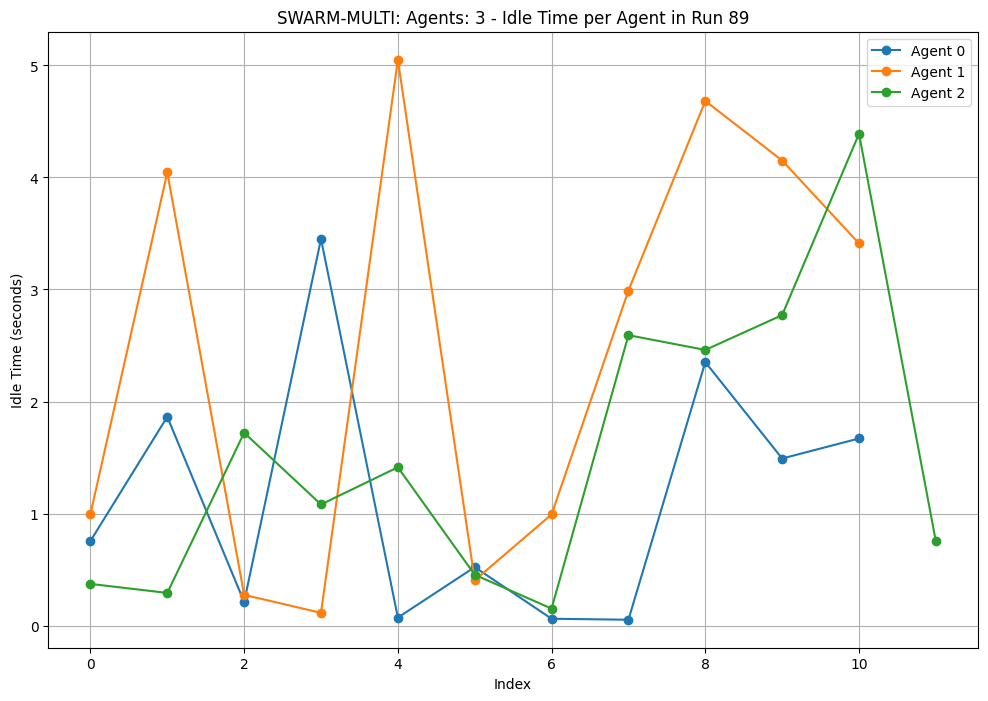 SWARM-MULTI: Agents: 3 - Idle Time per Agent in Run 89
Agent 0
Agent 1
Agent 2
Idle Time (seconds)
5
4
3
2
1
0
0 2 4 6 8 10
Index